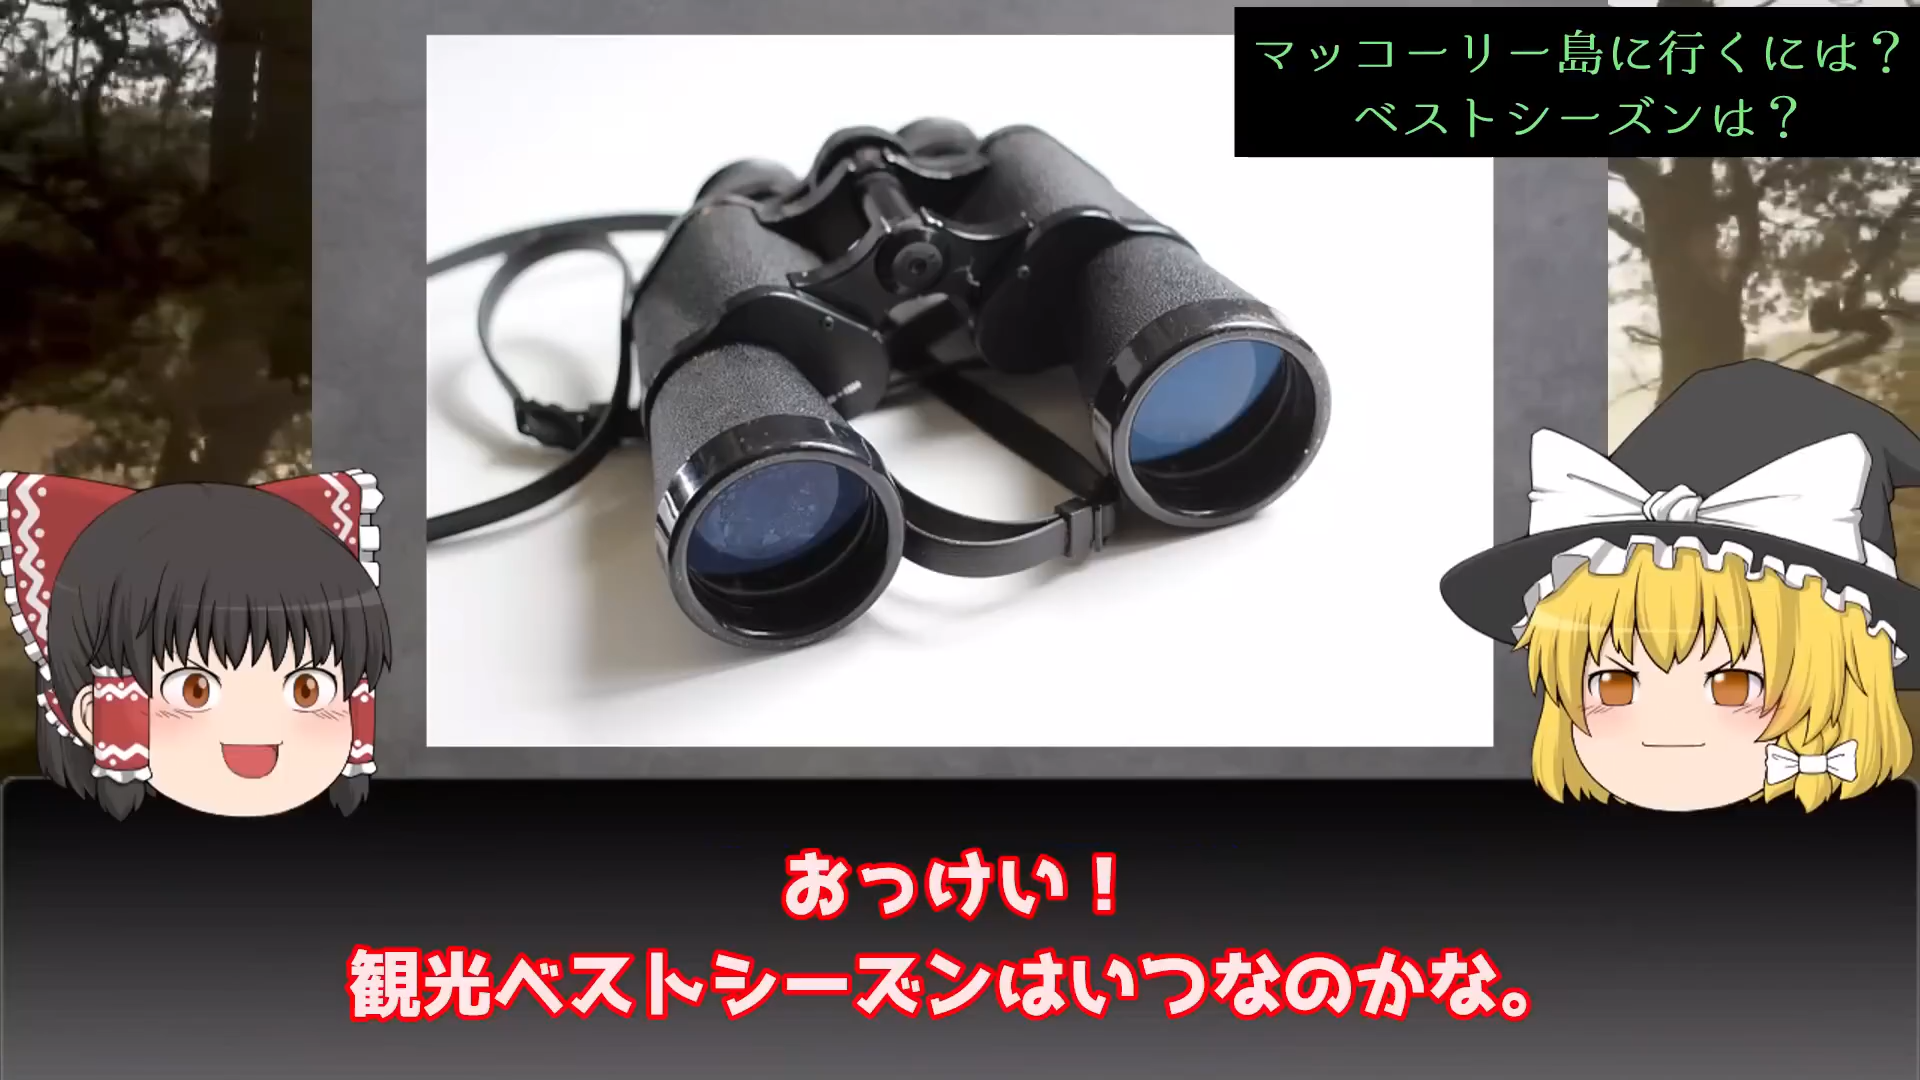 マッコーリー島に行くには？
ベストシーズンは？
おっけい！
観光ベストシーズンはいつなのかな。